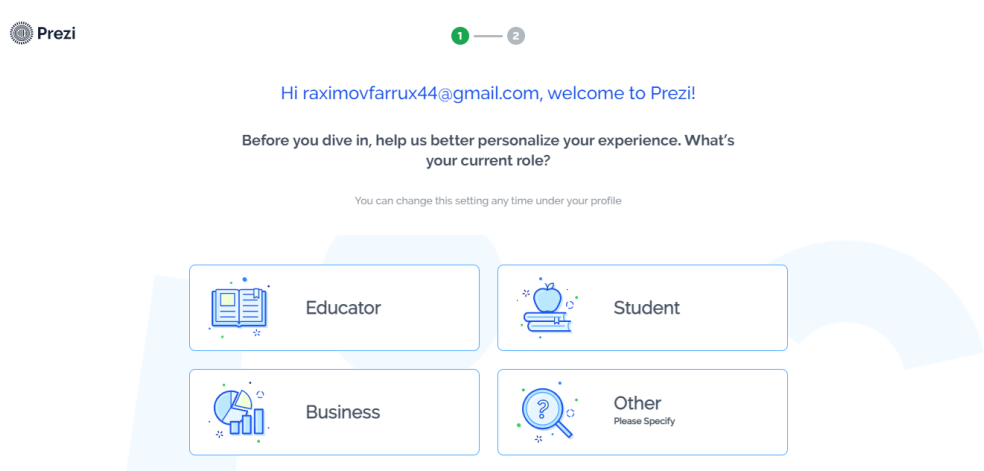 Prezi
1 2
Hi raximovfarrux44@gmail.com, welcome to Prezi!
Before you dive in, help us better personalize your experience. What's
your current role?
You can change this setting any time under your profile
Educator
Student
Business
Other
Please Specify